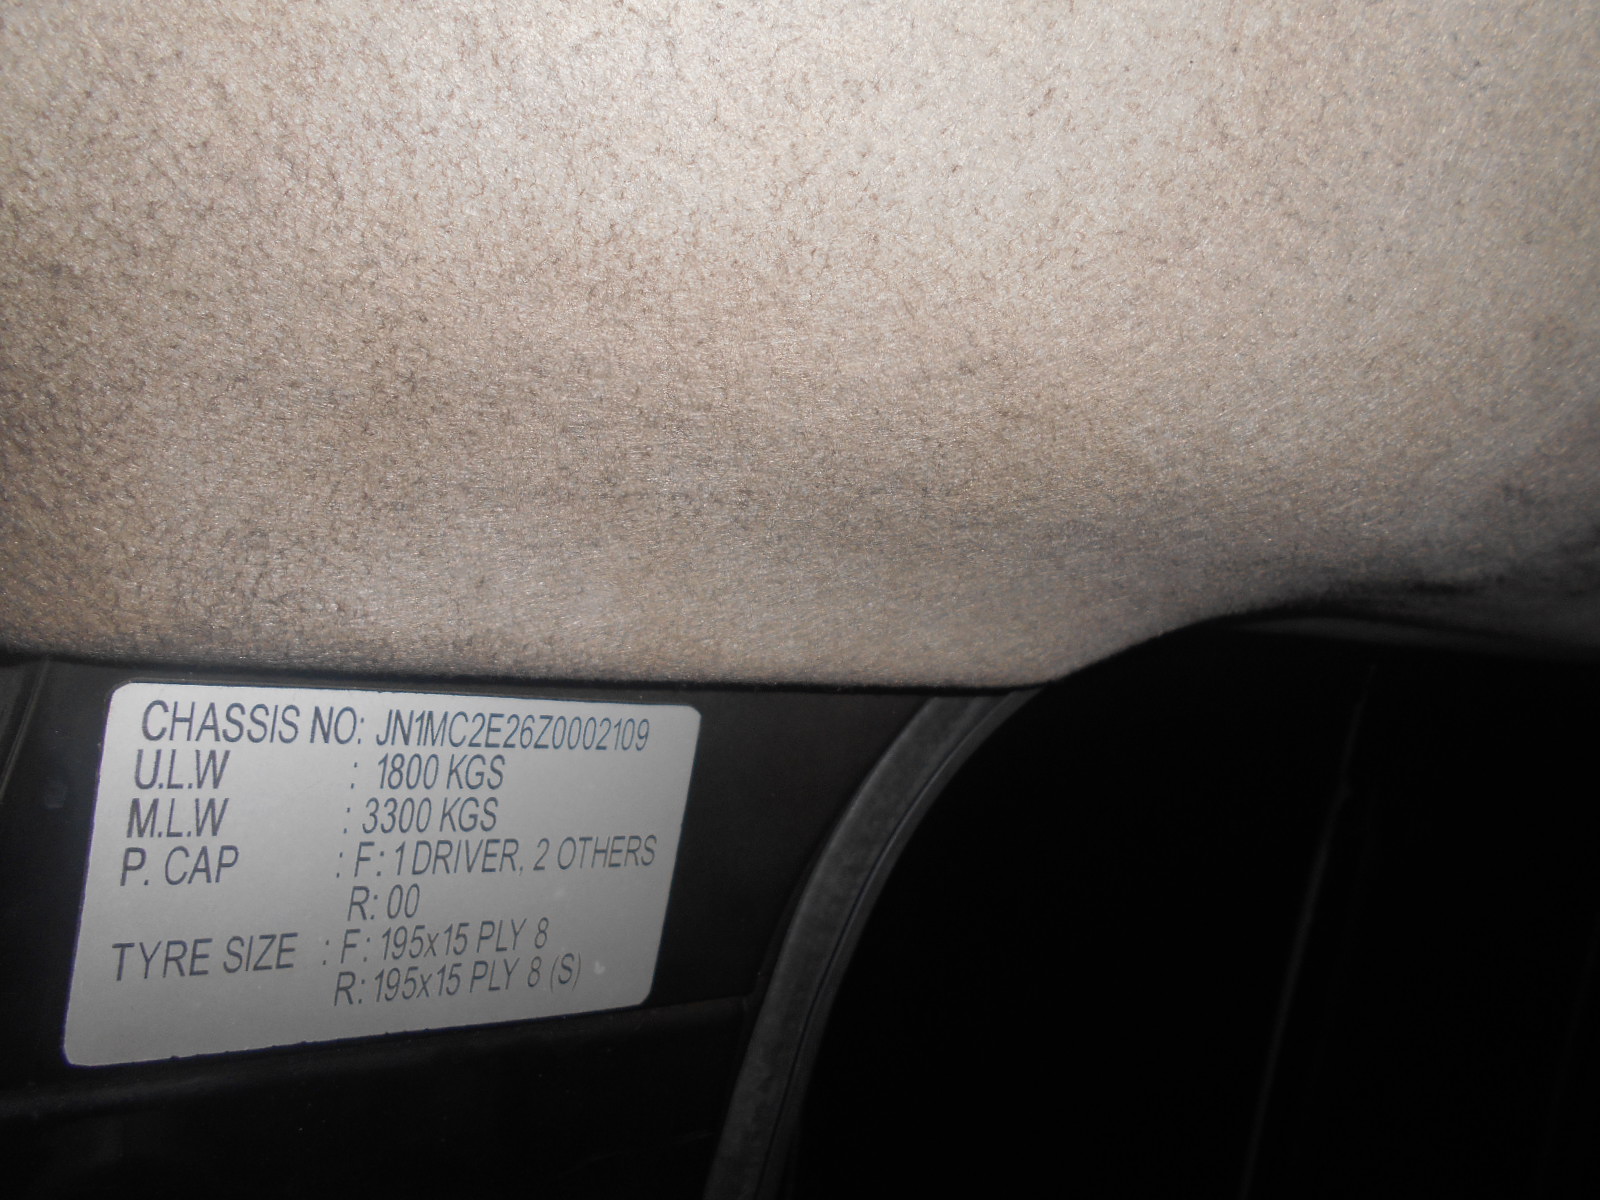 CHASSIS NO: JN1MC2E26Z0002109
U.L.W : 1800 KGS
M.L.W : 3300 KGS
P. CAP : F: 1 DRIVER, 2 OTHERS
R: 00
TYRE SIZE : F: 195x15 PLY 8
R: 195x15 PLY 8 (S)